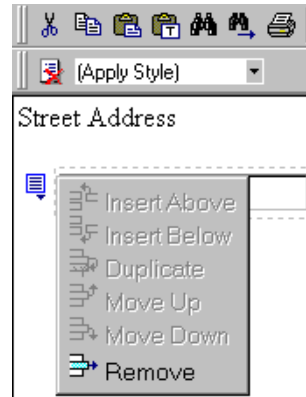 (Apply Style)
Street Address
Insert Above
Insert Below
Duplicate
Move Up
Move Down
Remove